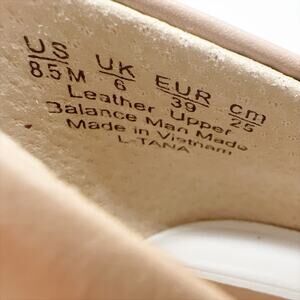 US UK EUR cm
8.5M 6 39 25
Leather Upper
Balance Man Made
Made in Vietnam
L-TANA